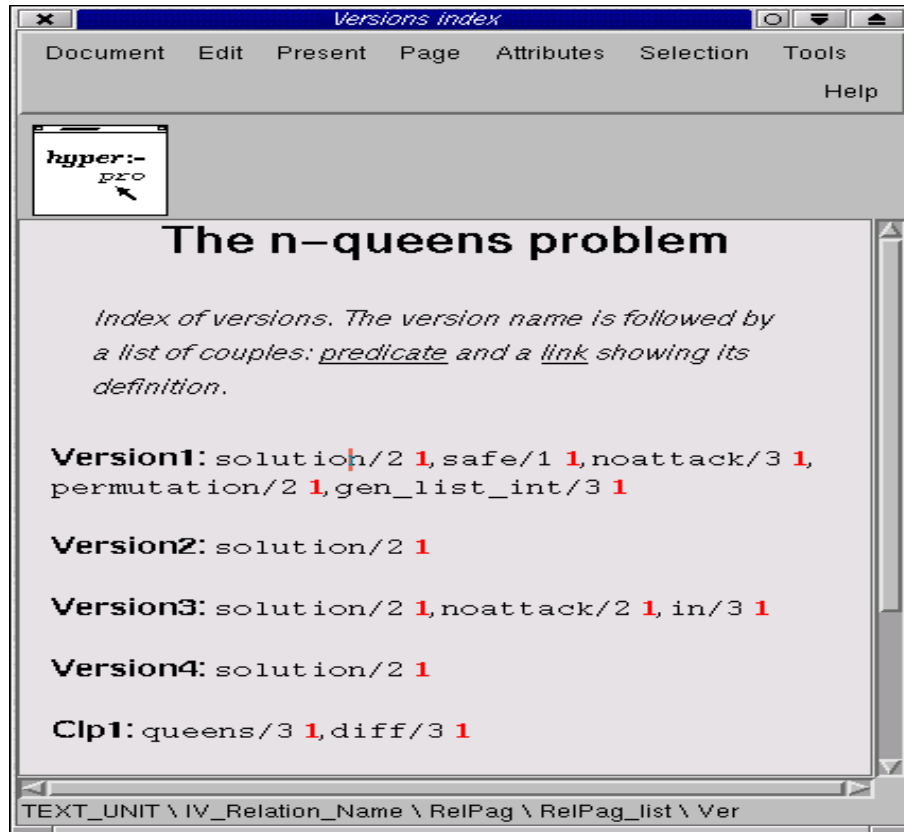 Versions index
Document Edit Present Page Attributes Selection Tools
Help
hyper:-
pro
The n-queens problem
Index of versions. The version name is followed by
a list of couples: predicate and a link showing its
definition.
Version1: solution/2 1, safe/1 1, noattack/3 1,
permutation/2 1, gen_list_int/3 1
Version2: solution/2 1
Version3: solution/2 1, noattack/2 1, in/3 1
Version4: solution/2 1
Clp1: queens/3 1, diff/3 1
TEXT_UNIT \ IV_Relation_Name \ RelPag \ RelPag_list \ Ver